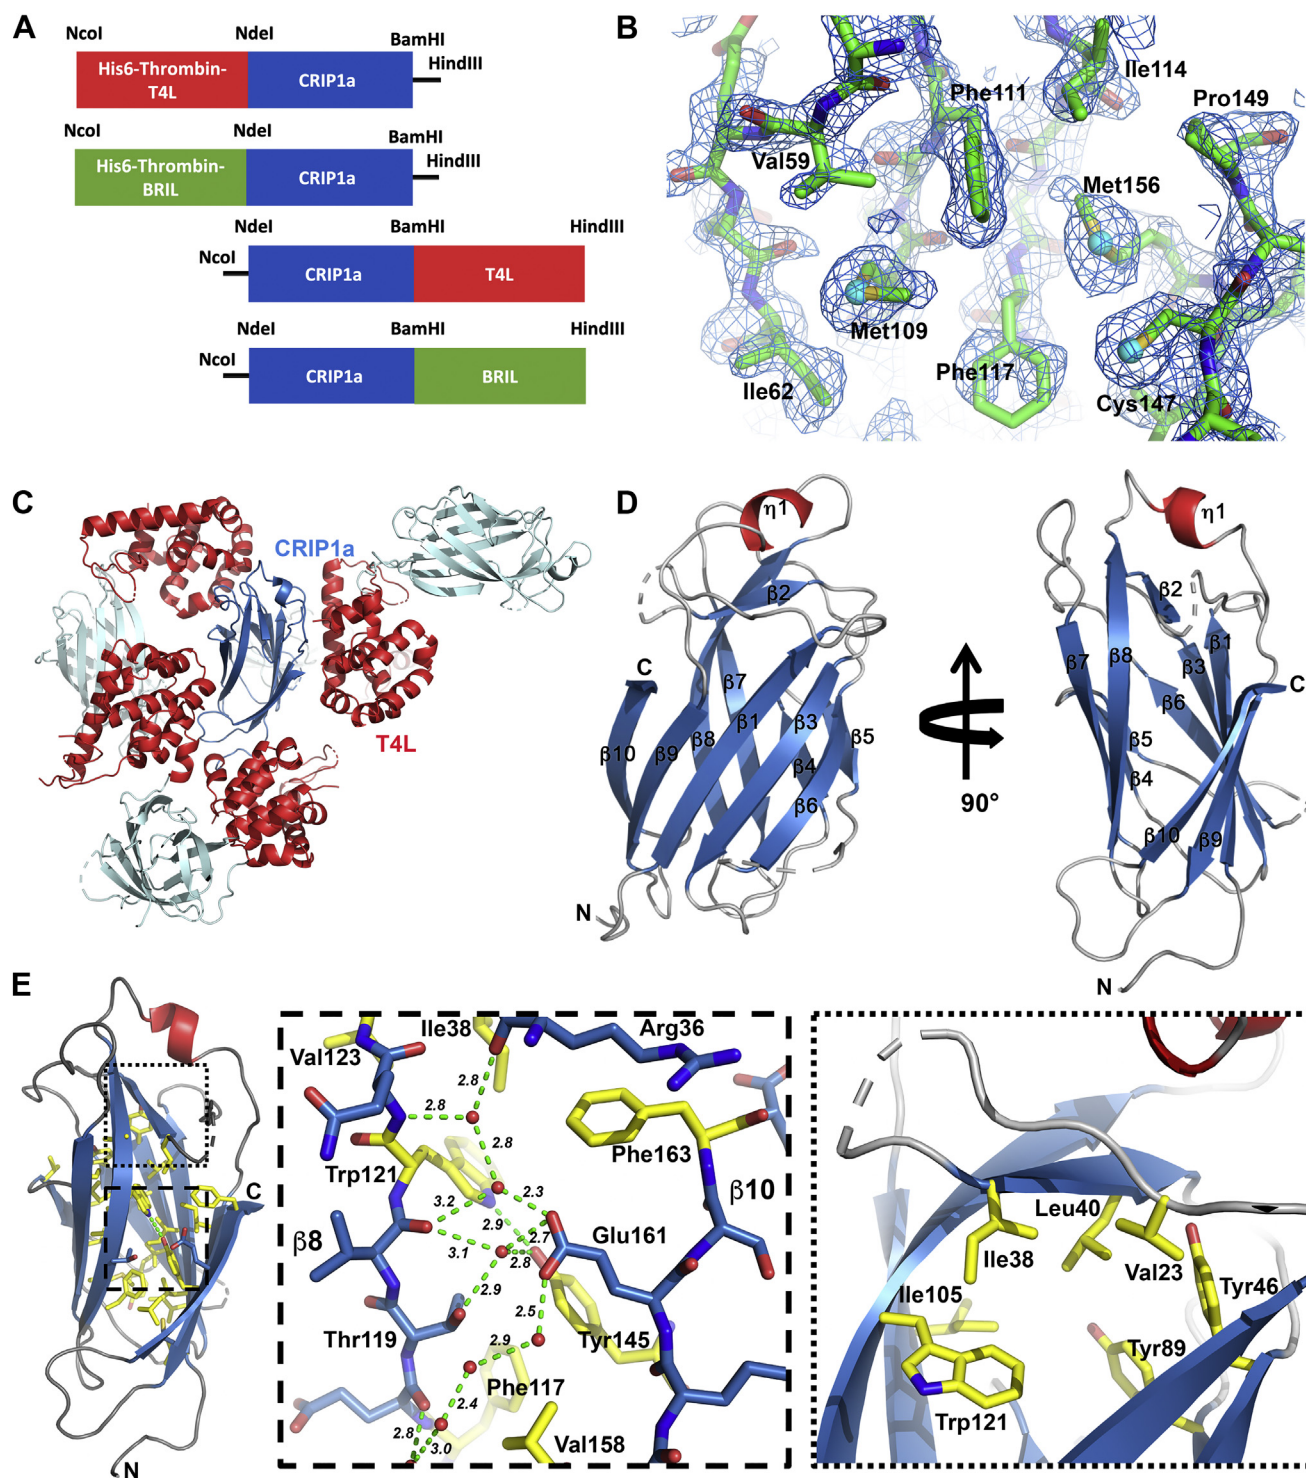 A
NcoI NdeI BamHI HindIII
His6-Thrombin-
T4L
CRIP1a
NcoI NdeI BamHI HindIII
His6-Thrombin-
BRIL
CRIP1a
NdeI BamHI HindIII
NcoI
CRIP1a T4L
NdeI BamHI HindIII
NcoI
CRIP1a BRIL
B
Ile114
Phe111
Pro149
Val59
Met156
Met109
Phe117
Ile62
Cys147
C
CRIP1a
T4L
D
η1
β2
C
β7
β1
β3
β5
β10
β9
β8
β4
β6
N
90°
η1
β2
β7
β8
β3
β1
β6
C
β5
β4
β10
β9
N
E
C
N
Ile38
Arg36
Val123
2.8
2.8
2.8
Phe163
Trp121
3.2
2.3
β10
2.9
2.7
Glu161
β8
3.1
2.8
2.9
2.5
Thr119
2.9
Tyr145
Phe117
2.4
2.8
3.0
Val158
Leu40
Ile38
Val23
Ile105
Tyr46
Tyr89
Trp121